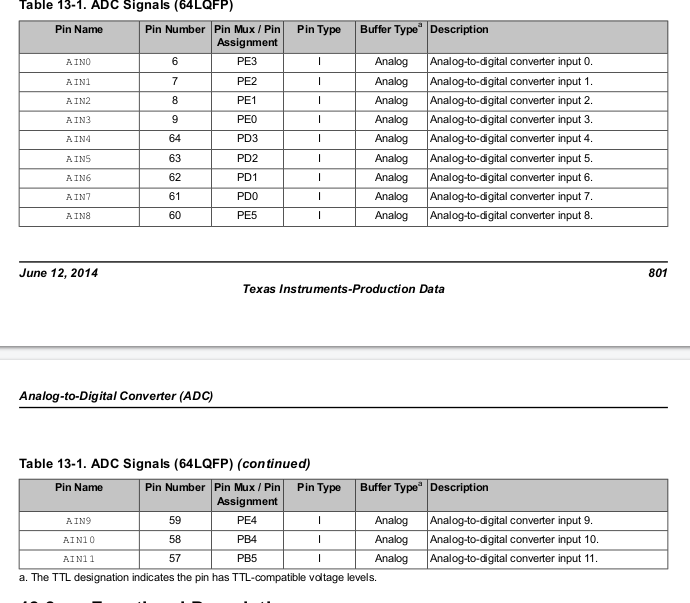 Table 13-1. ADC Signals (64LQFP)
Pin Name Pin Number Pin Mux / Pin Assignment Pin Type Buffer Typeᵃ Description
AIN0 6 PE3 I Analog Analog-to-digital converter input 0.
AIN1 7 PE2 I Analog Analog-to-digital converter input 1.
AIN2 8 PE1 I Analog Analog-to-digital converter input 2.
AIN3 9 PE0 I Analog Analog-to-digital converter input 3.
AIN4 64 PD3 I Analog Analog-to-digital converter input 4.
AIN5 63 PD2 I Analog Analog-to-digital converter input 5.
AIN6 62 PD1 I Analog Analog-to-digital converter input 6.
AIN7 61 PD0 I Analog Analog-to-digital converter input 7.
AIN8 60 PE5 I Analog Analog-to-digital converter input 8.
June 12, 2014 801
Texas Instruments-Production Data
Analog-to-Digital Converter (ADC)
Table 13-1. ADC Signals (64LQFP) (continued)
Pin Name Pin Number Pin Mux / Pin Assignment Pin Type Buffer Typeᵃ Description
AIN9 59 PE4 I Analog Analog-to-digital converter input 9.
AIN10 58 PB4 I Analog Analog-to-digital converter input 10.
AIN11 57 PB5 I Analog Analog-to-digital converter input 11.
a. The TTL designation indicates the pin has TTL-compatible voltage levels.